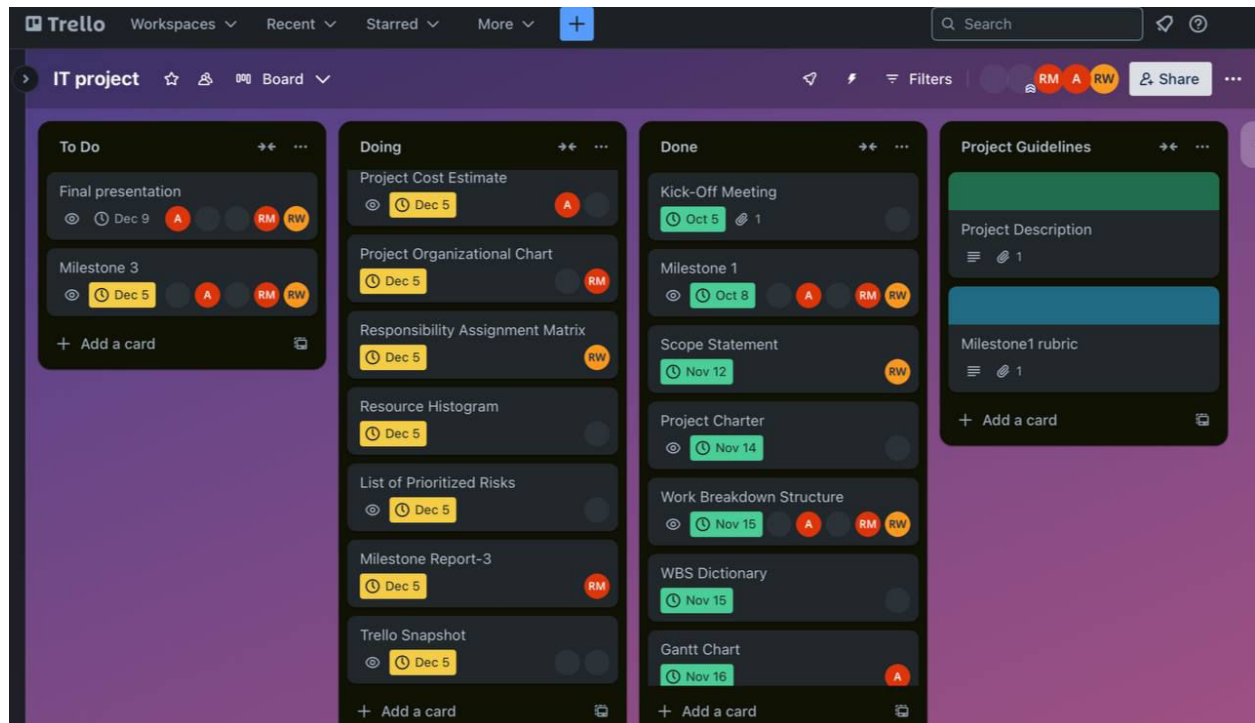 Trello Workspaces Recent Starred More + Search
IT project Board Filters RM A RW Share
To Do
Final presentation
Dec 9 A RM RW
Milestone 3
Dec 5 A RM RW
+ Add a card
Doing
Project Cost Estimate
Dec 5 A
Project Organizational Chart
Dec 5 RM
Responsibility Assignment Matrix
Dec 5 RW
Resource Histogram
Dec 5
List of Prioritized Risks
Dec 5
Milestone Report-3
Dec 5 RM
Trello Snapshot
Dec 5
+ Add a card
Done
Kick-Off Meeting
Oct 5 1
Milestone 1
Oct 8 A RM RW
Scope Statement
Nov 12 RW
Project Charter
Nov 14
Work Breakdown Structure
Nov 15 A RM RW
WBS Dictionary
Nov 15
Gantt Chart
Nov 16 A
+ Add a card
Project Guidelines
Project Description
1
Milestone1 rubric
1
+ Add a card